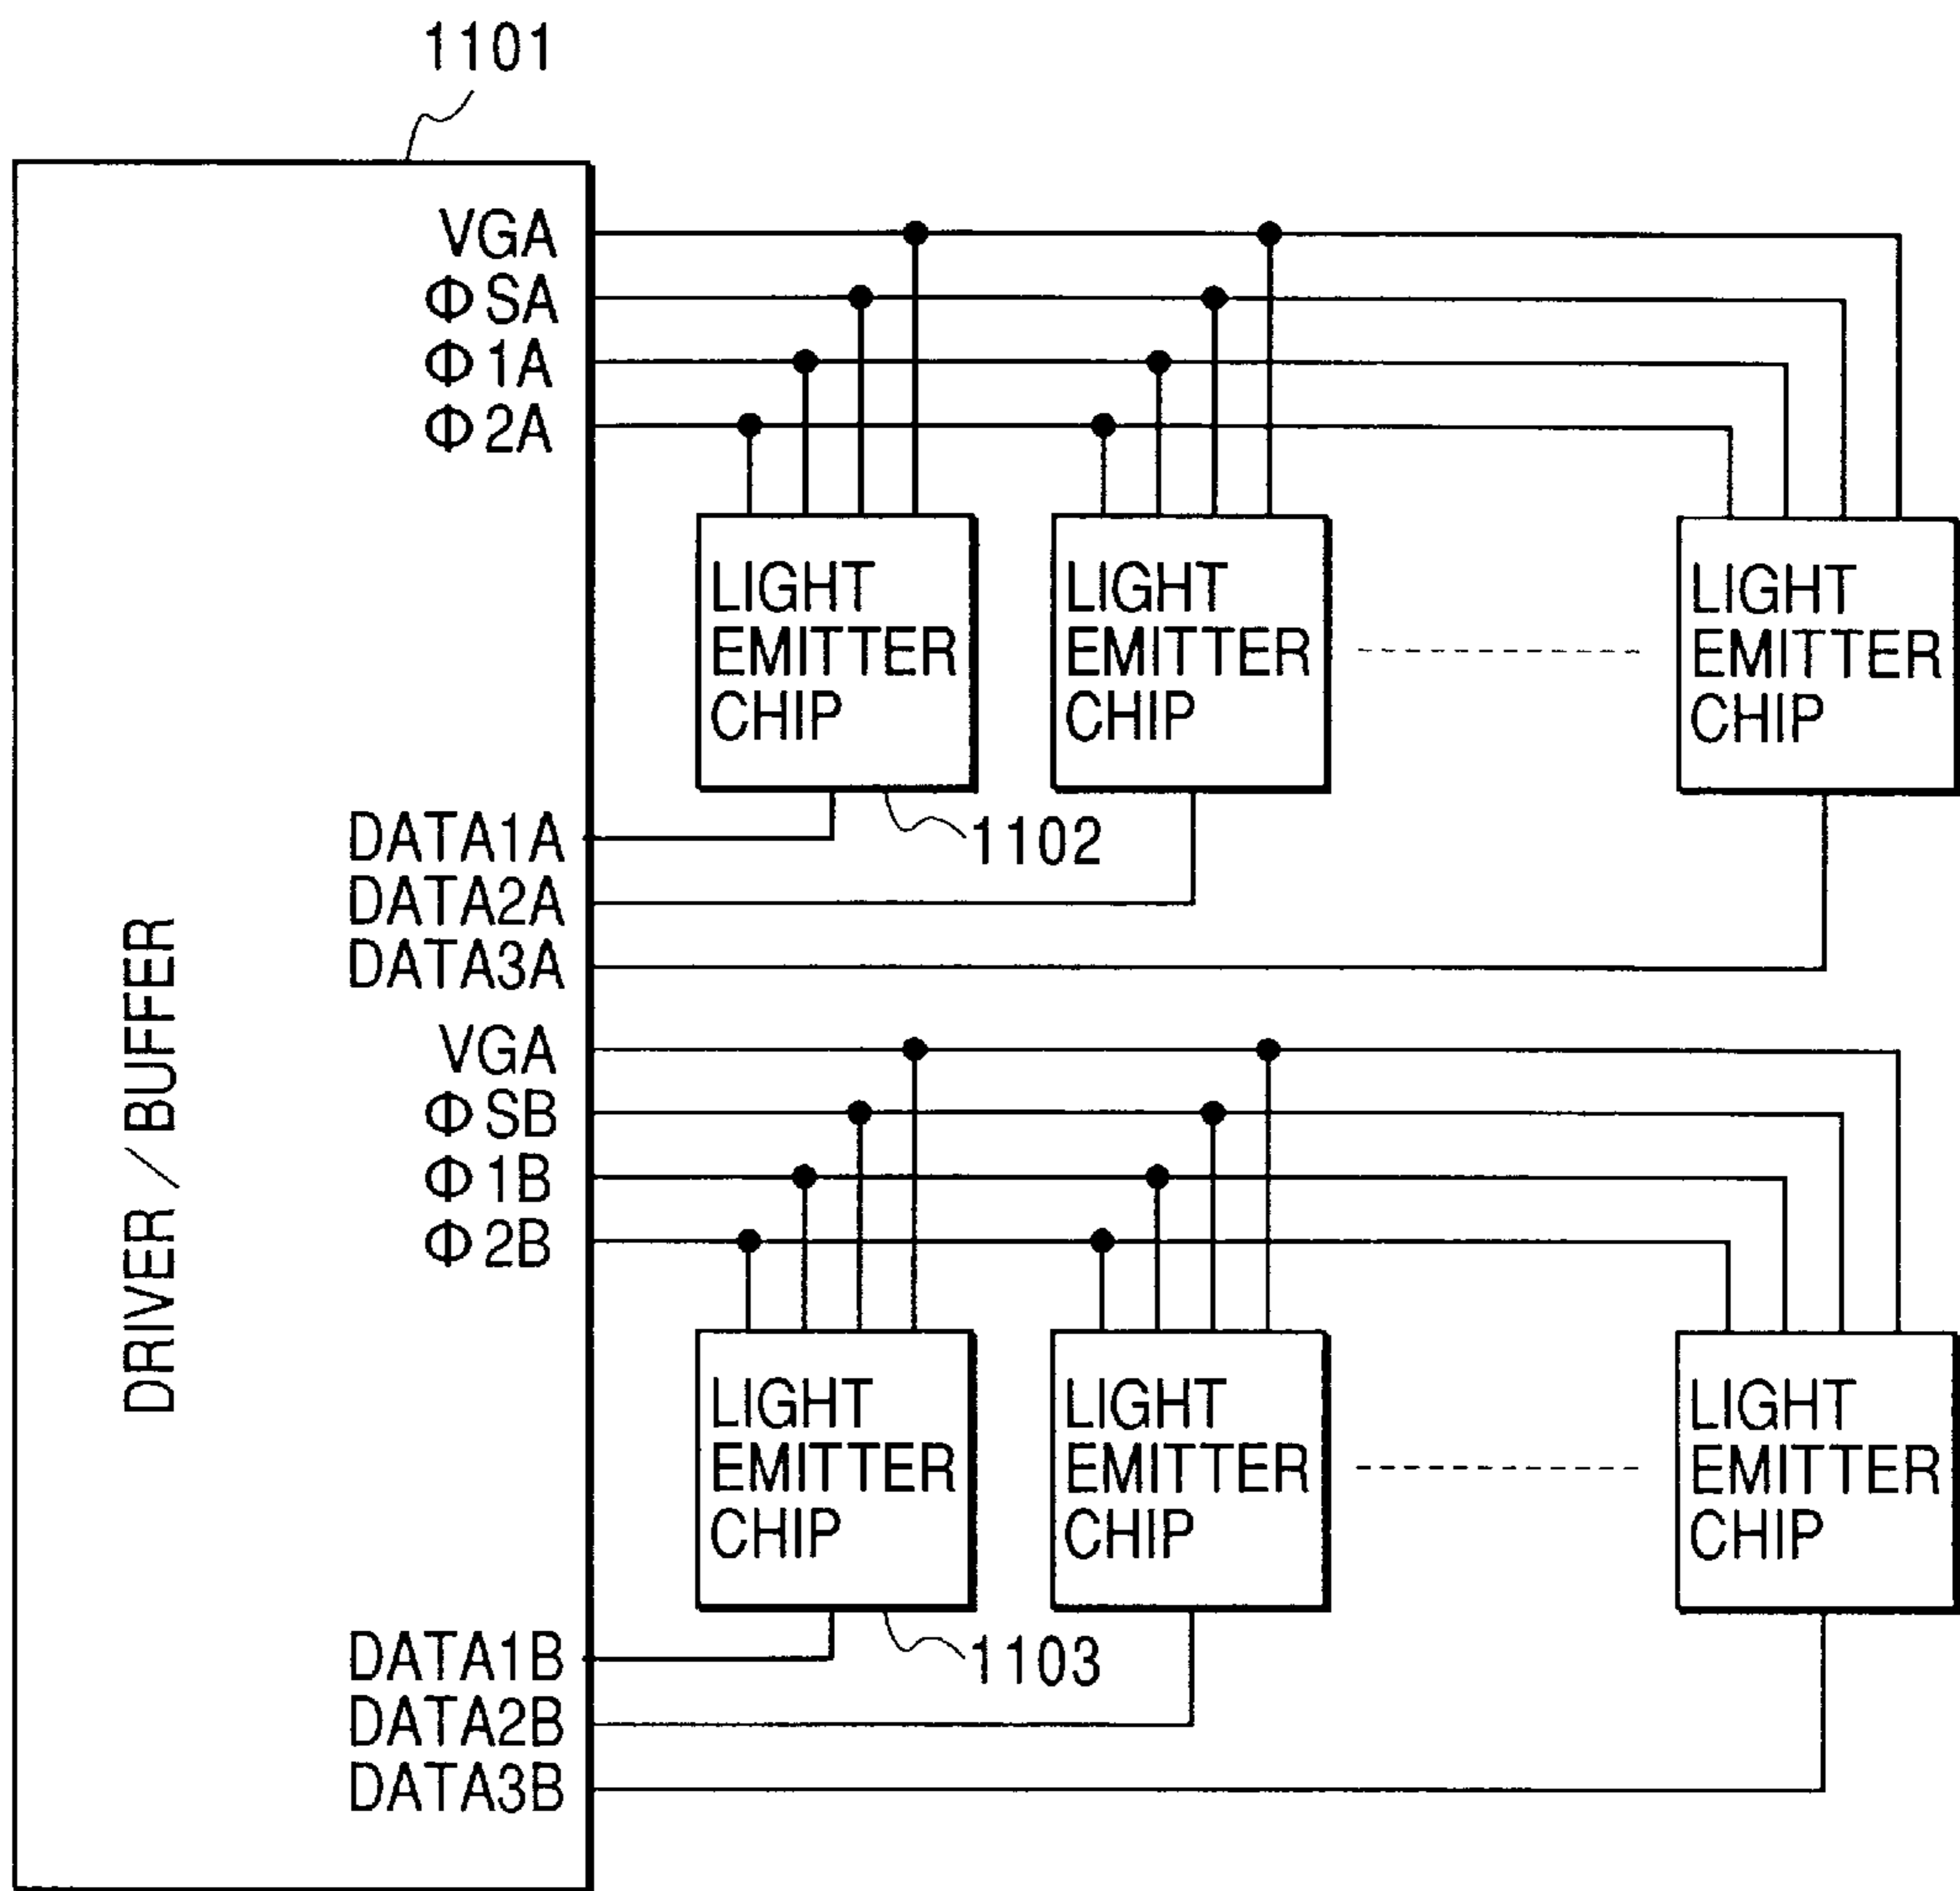 1101
VGA
ΦSA
Φ1A
Φ2A
LIGHT
EMITTER
CHIP
LIGHT
EMITTER
CHIP
LIGHT
EMITTER
CHIP
1102
DATA1A
DATA2A
DATA3A
DRIVER / BUFFER
VGA
ΦSB
Φ1B
Φ2B
LIGHT
EMITTER
CHIP
LIGHT
EMITTER
CHIP
LIGHT
EMITTER
CHIP
1103
DATA1B
DATA2B
DATA3B